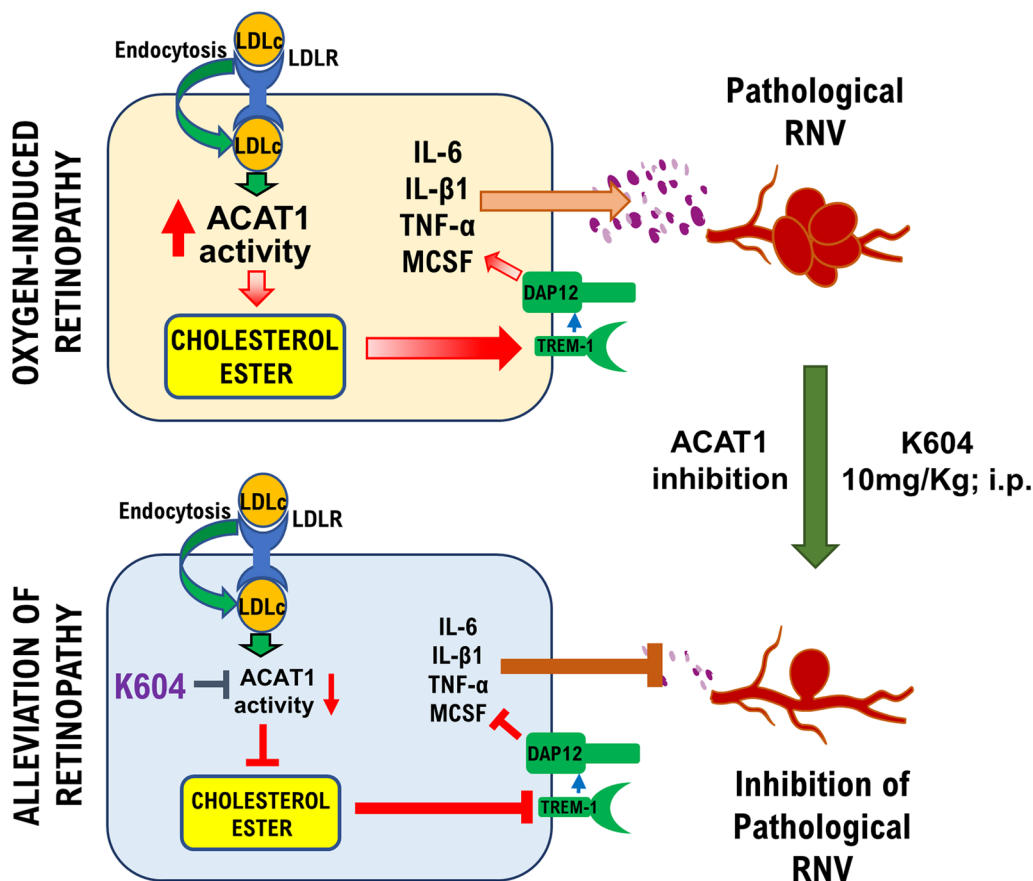 OXYGEN-INDUCED
RETINOPATHY
Endocytosis
LDLc
LDLR
LDLc
ACAT1
activity
CHOLESTEROL
ESTER
IL-6
IL-β1
TNF-α
MCSF
DAP12
TREM-1
Pathological
RNV
ACAT1
inhibition
K604
10mg/Kg; i.p.
ALLEVIATION OF
RETINOPATHY
Endocytosis
LDLc
LDLR
LDLc
K604
ACAT1
activity
CHOLESTEROL
ESTER
IL-6
IL-β1
TNF-α
MCSF
DAP12
TREM-1
Inhibition of
Pathological
RNV